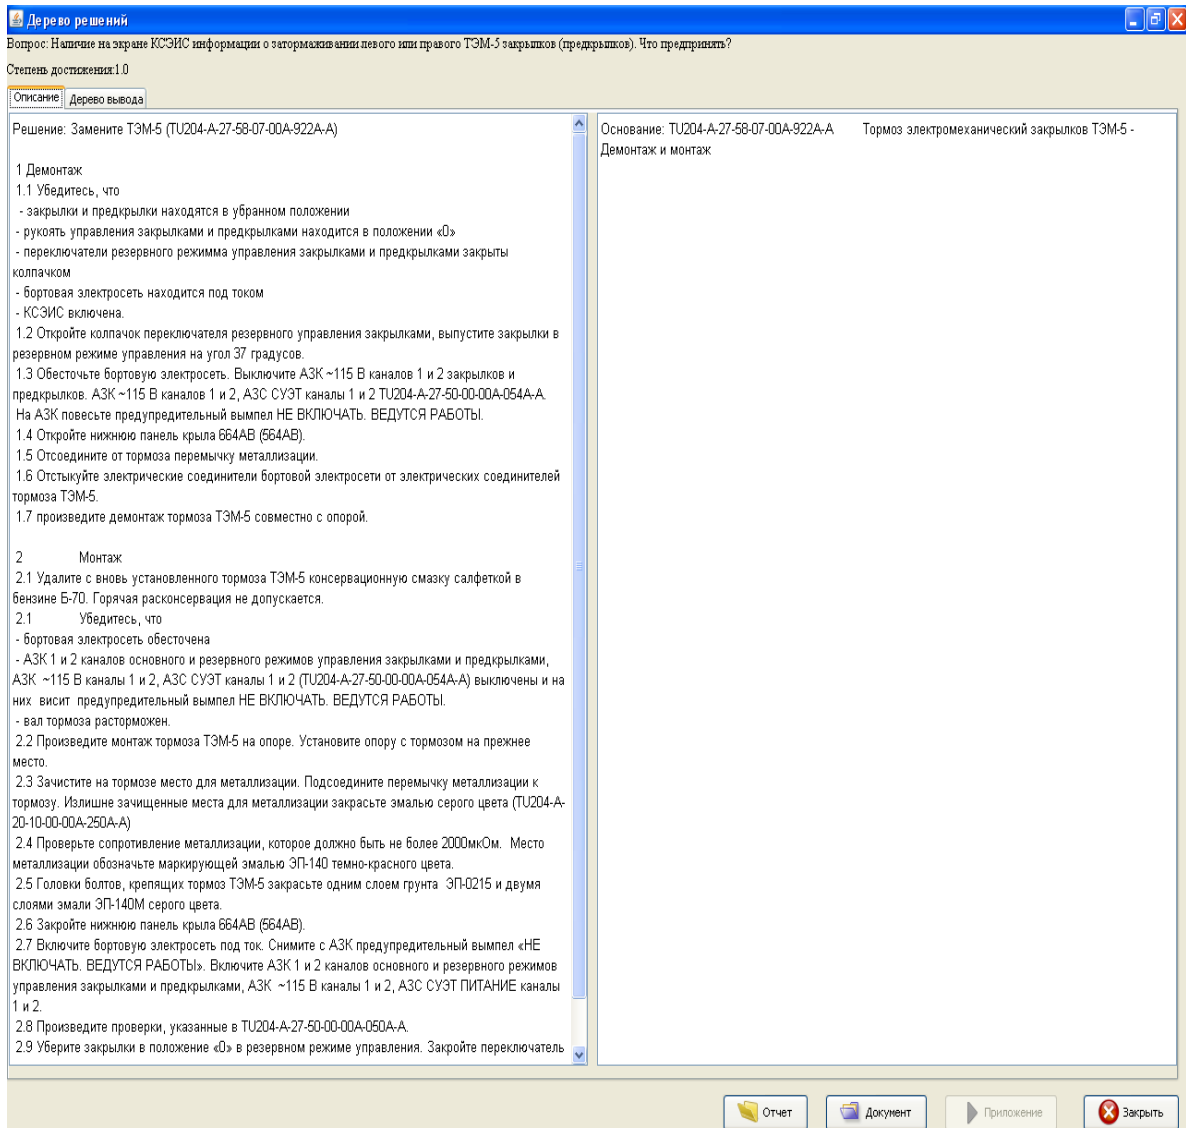 Дерево решений
Вопрос: Наличие на экране КСЭИС информации о затормаживании левого или правого ТЭМ-5 закрылков (предкрылков). Что предпринять?
Степень достижения:1.0
Описание Дерево вывода
Решение: Замените ТЭМ-5 (TU204-A-27-58-07-00A-922A-A)
1 Демонтаж
1.1 Убедитесь, что
- закрылки и предкрылки находятся в убранном положении
- рукоять управления закрылками и предкрылками находится в положении «0»
- переключатели резервного режимма управления закрылками и предкрылками закрыты
колпачком
- бортовая электросеть находится под током
- КСЭИС включена.
1.2 Откройте колпачок переключателя резервного управления закрылками, выпустите закрылки в
резервном режиме управления на угол 37 градусов.
1.3 Обесточьте бортовую электросеть. Выключите АЗК ~115 В каналов 1 и 2 закрылков и
предкрылков. АЗК ~115 В каналов 1 и 2, АЗС СУЭТ каналы 1 и 2 TU204-A-27-50-00-00A-054A-A.
На АЗК повесьте предупредительный вымпел НЕ ВКЛЮЧАТЬ. ВЕДУТСЯ РАБОТЫ.
1.4 Откройте нижнюю панель крыла 664АВ (564АВ).
1.5 Отсоедините от тормоза перемычку металлизации.
1.6 Отстыкуйте электрические соединители бортовой электросети от электрических соединителей
тормоза ТЭМ-5.
1.7 произведите демонтаж тормоза ТЭМ-5 совместно с опорой.
2 Монтаж
2.1 Удалите с вновь установленного тормоза ТЭМ-5 консервационную смазку салфеткой в
бензине Б-70. Горячая расконсервация не допускается.
2.1 Убедитесь, что
- бортовая электросеть обесточена
- АЗК 1 и 2 каналов основного и резервного режимов управления закрылками и предкрылками,
АЗК ~115 В каналы 1 и 2, АЗС СУЭТ каналы 1 и 2 (TU204-A-27-50-00-00A-054A-A) выключены и на
них висит предупредительный вымпел НЕ ВКЛЮЧАТЬ. ВЕДУТСЯ РАБОТЫ.
- вал тормоза расторможен.
2.2 Произведите монтаж тормоза ТЭМ-5 на опоре. Установите опору с тормозом на прежнее
место.
2.3 Зачистите на тормозе место для металлизации. Подсоедините перемычку металлизации к
тормозу. Излишне зачищенные места для металлизации закрасьте эмалью серого цвета (TU204-A-
20-10-00-00A-250A-A)
2.4 Проверьте сопротивление металлизации, которое должно быть не более 2000мкОм. Место
металлизации обозначьте маркирующей эмалью ЭП-140 темно-красного цвета.
2.5 Головки болтов, крепящих тормоз ТЭМ-5 закрасьте одним слоем грунта ЭП-0215 и двумя
слоями эмали ЭП-140М серого цвета.
2.6 Закройте нижнюю панель крыла 664АВ (564АВ).
2.7 Включите бортовую электросеть под ток. Снимите с АЗК предупредительный вымпел «НЕ
ВКЛЮЧАТЬ. ВЕДУТСЯ РАБОТЫ». Включите АЗК 1 и 2 каналов основного и резервного режимов
управления закрылками и предкрылками, АЗК ~115 В каналы 1 и 2, АЗС СУЭТ ПИТАНИЕ каналы
1 и 2.
2.8 Произведите проверки, указанные в TU204-A-27-50-00-00A-050A-A.
2.9 Уберите закрылки в положение «0» в резервном режиме управления. Закройте переключатель
Основание: TU204-A-27-58-07-00A-922A-A Тормоз электромеханический закрылков ТЭМ-5 -
Демонтаж и монтаж
Отчет Документ Приложение Закрыть